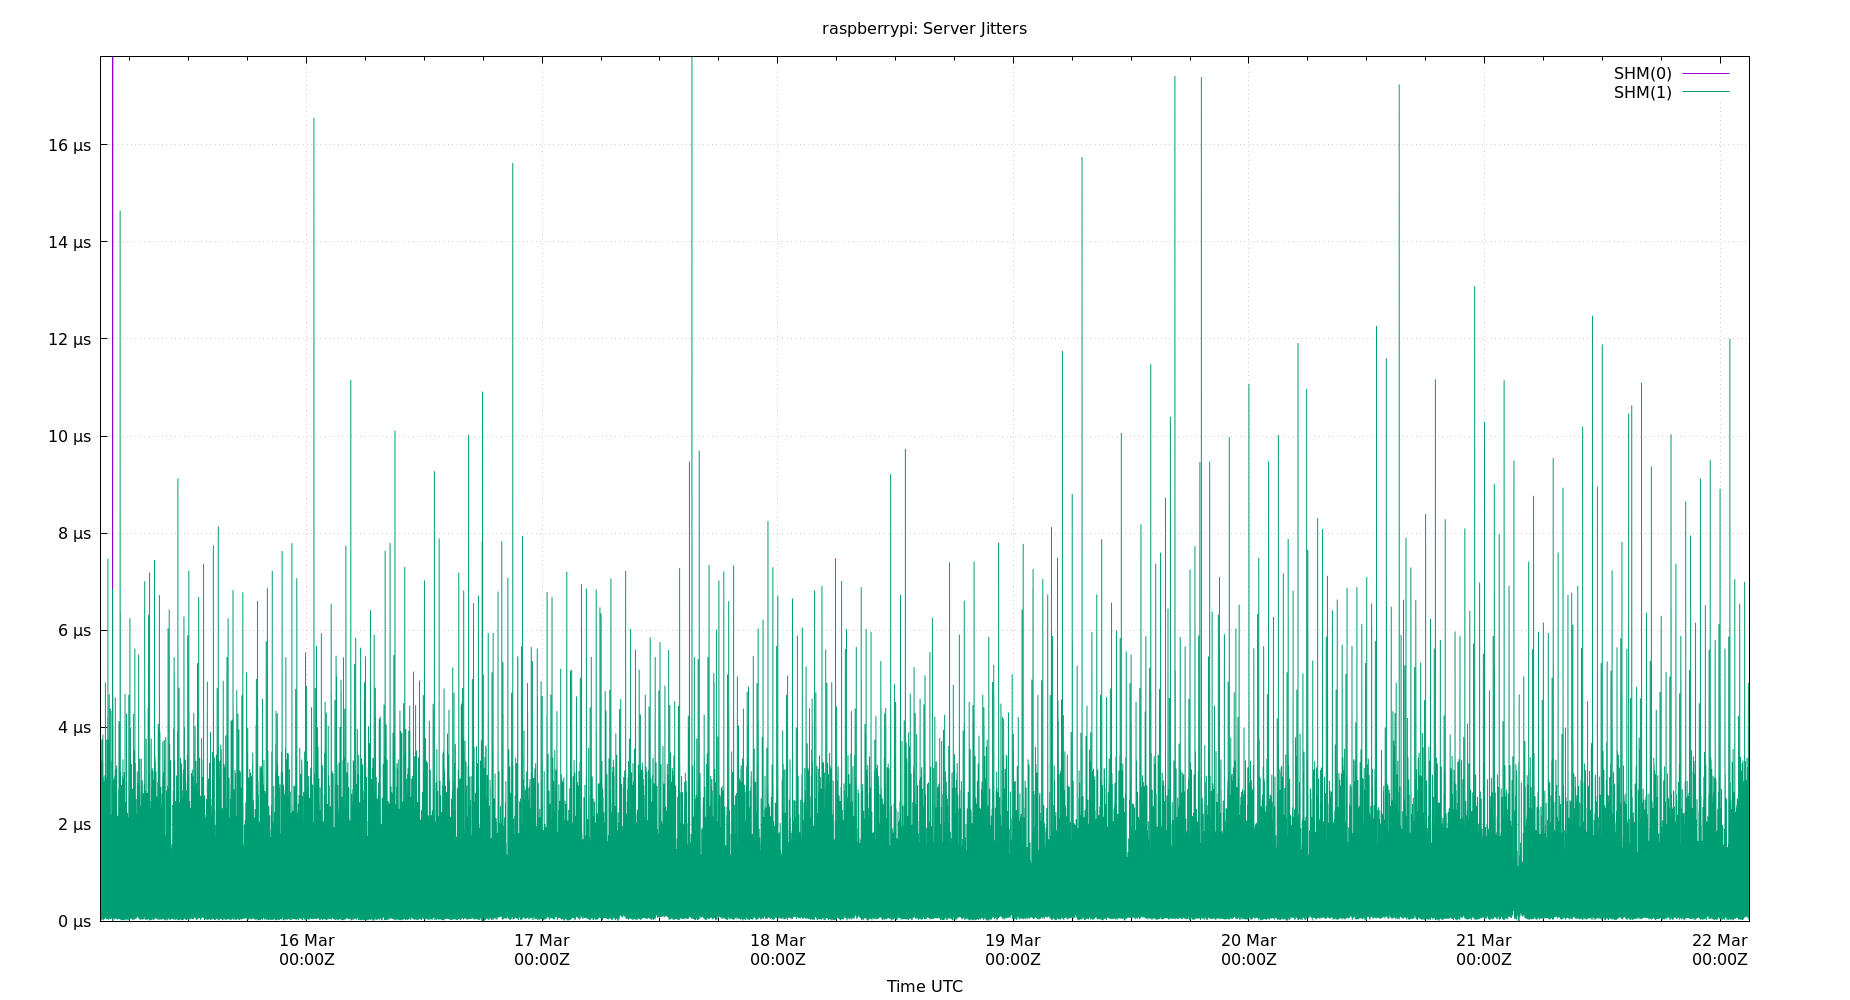 raspberrypi: Server Jitters
SHM(0)
SHM(1)
16 µs
14 µs
12 µs
10 µs
8 µs
6 µs
4 µs
2 µs
0 µs
16 Mar 17 Mar 18 Mar 19 Mar 20 Mar 21 Mar 22 Mar
00:00Z 00:00Z 00:00Z 00:00Z 00:00Z 00:00Z 00:00Z
Time UTC